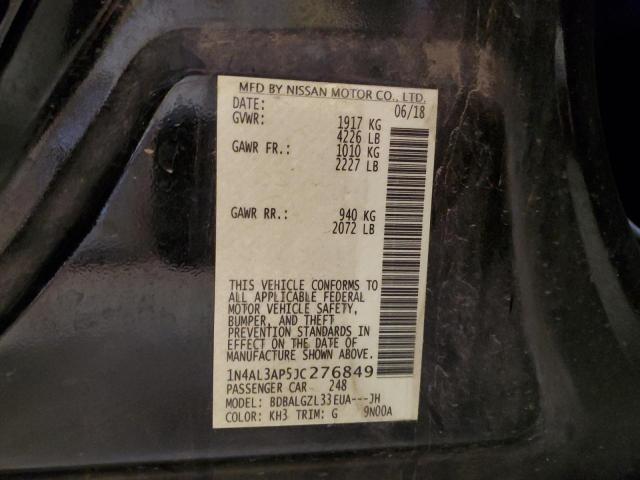 MFD BY NISSAN MOTOR CO., LTD.
DATE: 06/18
GVWR: 1917 KG
4226 LB
GAWR FR.: 1010 KG
2227 LB
GAWR RR.: 940 KG
2072 LB
THIS VEHICLE CONFORMS TO
ALL APPLICABLE FEDERAL
MOTOR VEHICLE SAFETY,
BUMPER, AND THEFT
PREVENTION STANDARDS IN
EFFECT ON THE DATE OF
MANUFACTURE SHOWN ABOVE.
1N4AL3AP5JC276849
PASSENGER CAR 248
MODEL: BDBALGZL33EUA---JH
COLOR: KH3 TRIM: G 9N00A